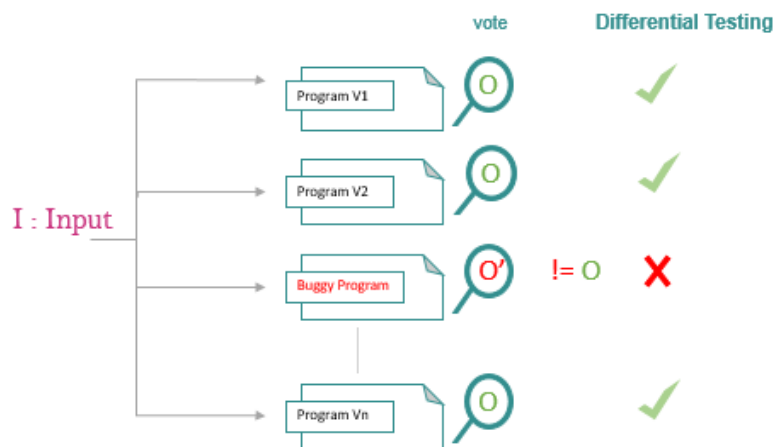 vote Differential Testing
Program V1 O
Program V2 O
I : Input
Buggy Program O' != O
Program Vn O